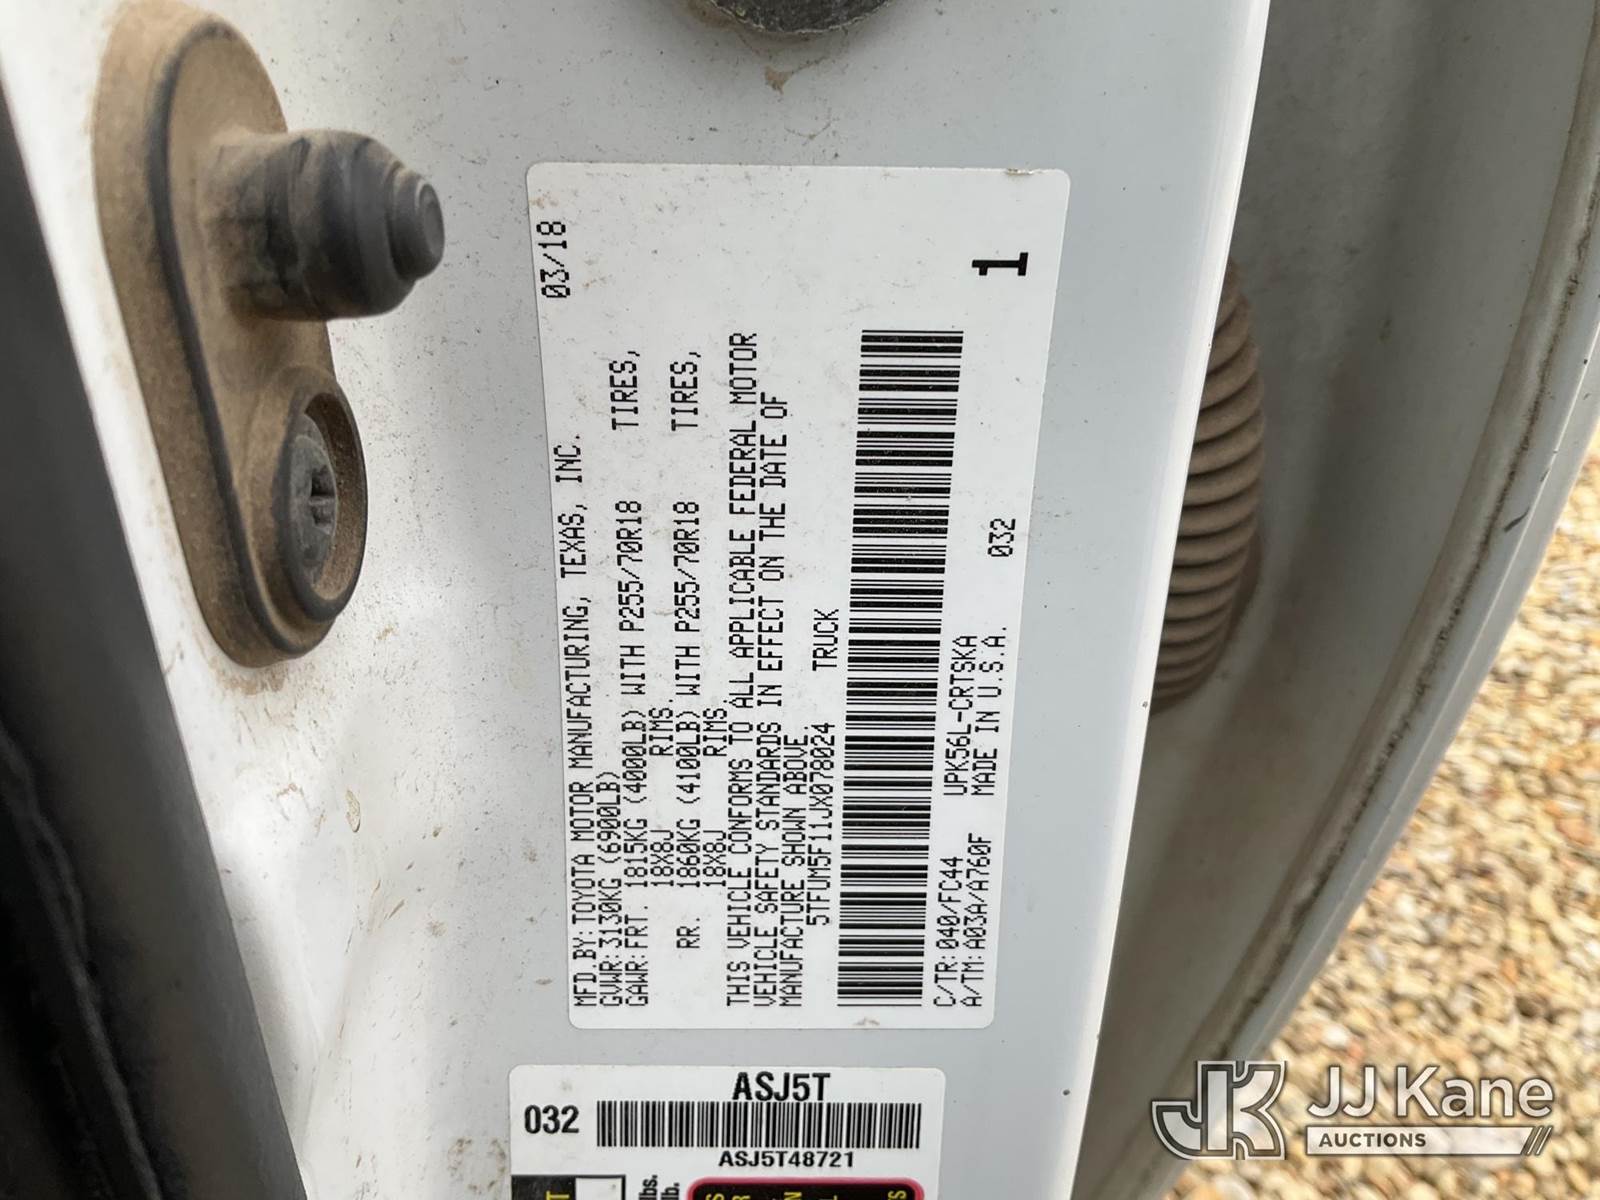 MFD.BY:TOYOTA MOTOR MANUFACTURING, TEXAS, INC. 03/18
GVWR:3130KG (6900LB)
GAWR:FRT. 1815KG (4000LB) WITH P255/70R18 TIRES,
18X8J RIMS.
RR. 1860KG (4100LB) WITH P255/70R18 TIRES,
18X8J RIMS.
THIS VEHICLE CONFORMS TO ALL APPLICABLE FEDERAL MOTOR
VEHICLE SAFETY STANDARDS IN EFFECT ON THE DATE OF
MANUFACTURE SHOWN ABOVE.
5TFUM5F11JX078024 TRUCK
C/TR:040/FC44 UPK56L-CRTSKA
A/TM:A03A/A760F MADE IN U.S.A. 032 1
ASJ5T
032
ASJ5T48721
lbs.
lb.
JK JJ Kane
AUCTIONS